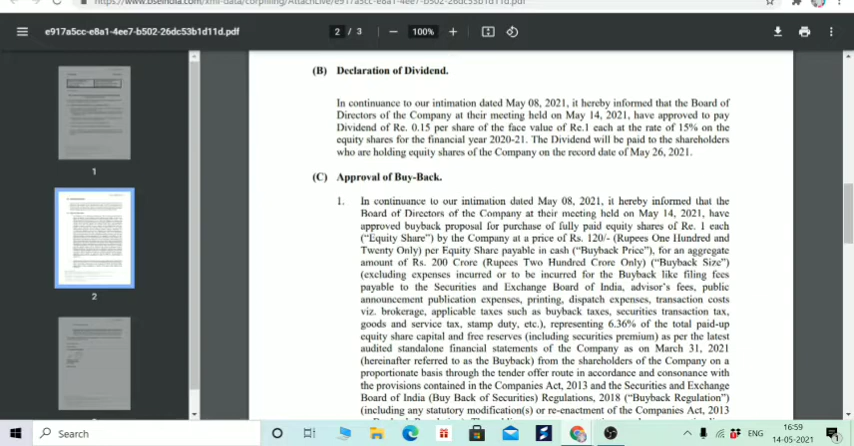 https://www.bseindia.com/xml-data/corpfiling/AttachLive/e917a5cc-e8a1-4ee7-b502-26dc53b1d11d.pdf
e917a5cc-e8a1-4ee7-b502-26dc53b1d11d.pdf
2 / 3
100%
1
2
(B) Declaration of Dividend.
In continuance to our intimation dated May 08, 2021, it hereby informed that the Board of
Directors of the Company at their meeting held on May 14, 2021, have approved to pay
Dividend of Re. 0.15 per share of the face value of Re.1 each at the rate of 15% on the
equity shares for the financial year 2020-21. The Dividend will be paid to the shareholders
who are holding equity shares of the Company on the record date of May 26, 2021.
(C) Approval of Buy-Back.
1. In continuance to our intimation dated May 08, 2021, it hereby informed that the
Board of Directors of the Company at their meeting held on May 14, 2021, have
approved buyback proposal for purchase of fully paid equity shares of Re. 1 each
("Equity Share") by the Company at a price of Rs. 120/- (Rupees One Hundred and
Twenty Only) per Equity Share payable in cash ("Buyback Price"), for an aggregate
amount of Rs. 200 Crore (Rupees Two Hundred Crore Only) ("Buyback Size")
(excluding expenses incurred or to be incurred for the Buyback like filing fees
payable to the Securities and Exchange Board of India, advisor's fees, public
announcement publication expenses, printing, dispatch expenses, transaction costs
viz. brokerage, applicable taxes such as buyback taxes, securities transaction tax,
goods and service tax, stamp duty, etc.), representing 6.36% of the total paid-up
equity share capital and free reserves (including securities premium) as per the latest
audited standalone financial statements of the Company as on March 31, 2021
(hereinafter referred to as the Buyback) from the shareholders of the Company on a
proportionate basis through the tender offer route in accordance and consonance with
the provisions contained in the Companies Act, 2013 and the Securities and Exchange
Board of India (Buy Back of Securities) Regulations, 2018 ("Buyback Regulation")
(including any statutory modification(s) or re-enactment of the Companies Act, 2013
Search
ENG
16:59
14-05-2021